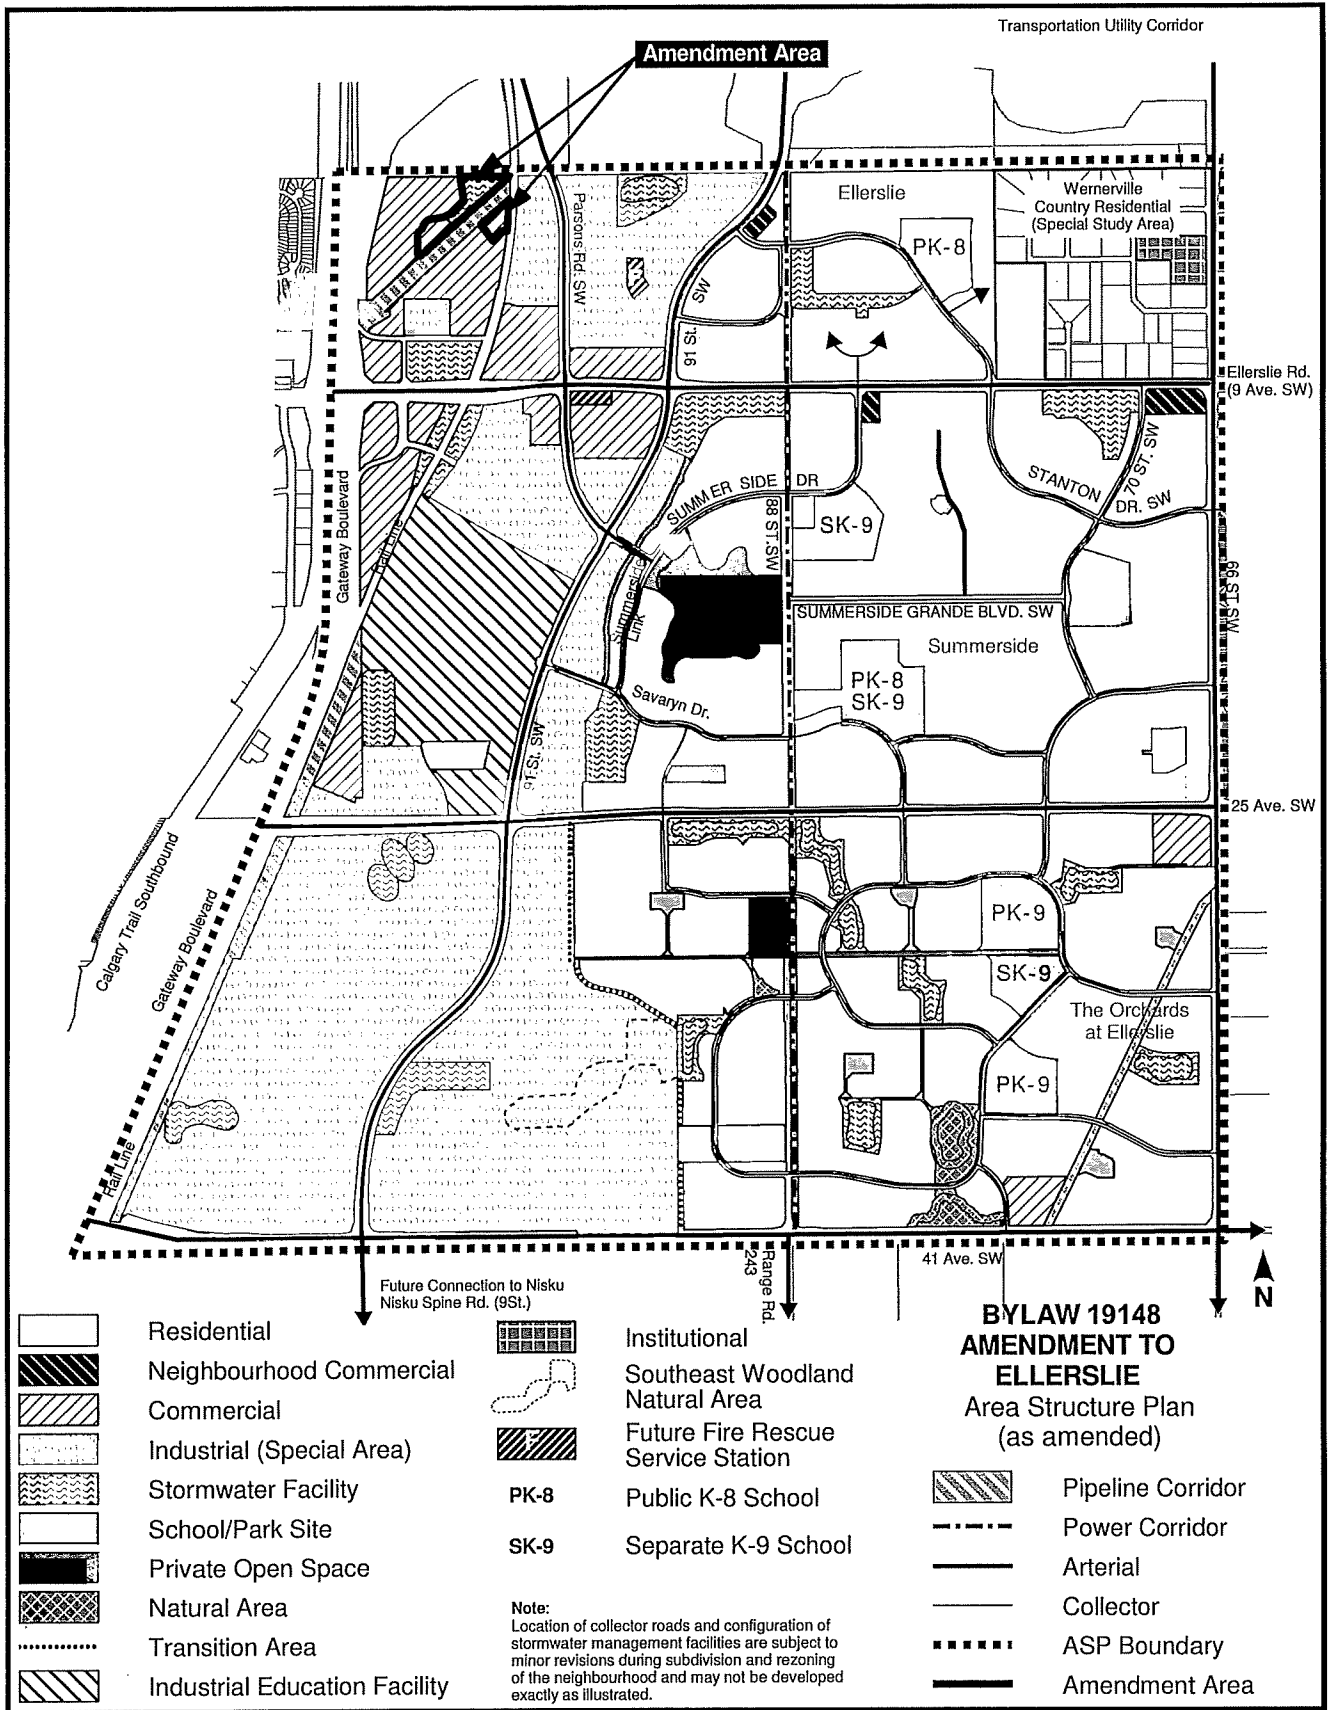 Transportation Utility Corridor
Amendment Area
Ellerslie
Wernerville
Country Residential
(Special Study Area)
PK-8
Parsons Rd. SW
SW
91 St.
Ellerslie Rd.
(9 Ave. SW)
Gateway Boulevard
Rail Line
SUMMER SIDE DR
88 ST.SW
SK-9
STANTON
DR. SW
70 ST. SW
66 ST. SW
Summerside
Link
SUMMERSIDE GRANDE BLVD. SW
Summerside
PK-8
SK-9
Savaryn Dr.
91 St. SW
25 Ave. SW
Calgary Trail Southbound
Gateway Boulevard
PK-9
SK-9
The Orchards
at Ellerslie
PK-9
Rail Line
41 Ave. SW
Range Rd.
243
Future Connection to Nisku
Nisku Spine Rd. (9St.)
N
Residential
Neighbourhood Commercial
Commercial
Industrial (Special Area)
Stormwater Facility
School/Park Site
Private Open Space
Natural Area
Transition Area
Industrial Education Facility
Institutional
Southeast Woodland
Natural Area
F
Future Fire Rescue
Service Station
PK-8 Public K-8 School
SK-9 Separate K-9 School
Note:
Location of collector roads and configuration of
stormwater management facilities are subject to
minor revisions during subdivision and rezoning
of the neighbourhood and may not be developed
exactly as illustrated.
BYLAW 19148
AMENDMENT TO
ELLERSLIE
Area Structure Plan
(as amended)
Pipeline Corridor
Power Corridor
Arterial
Collector
ASP Boundary
Amendment Area